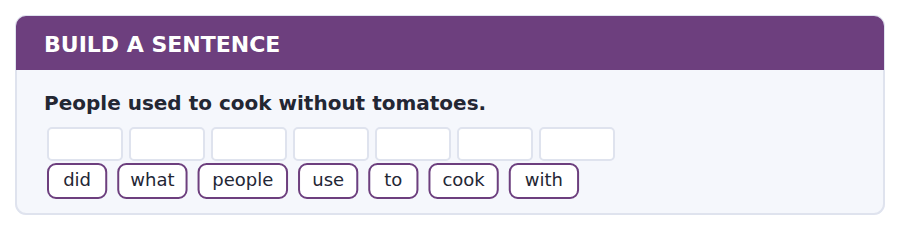 BUILD A SENTENCE
People used to cook without tomatoes.
did what people use to cook with